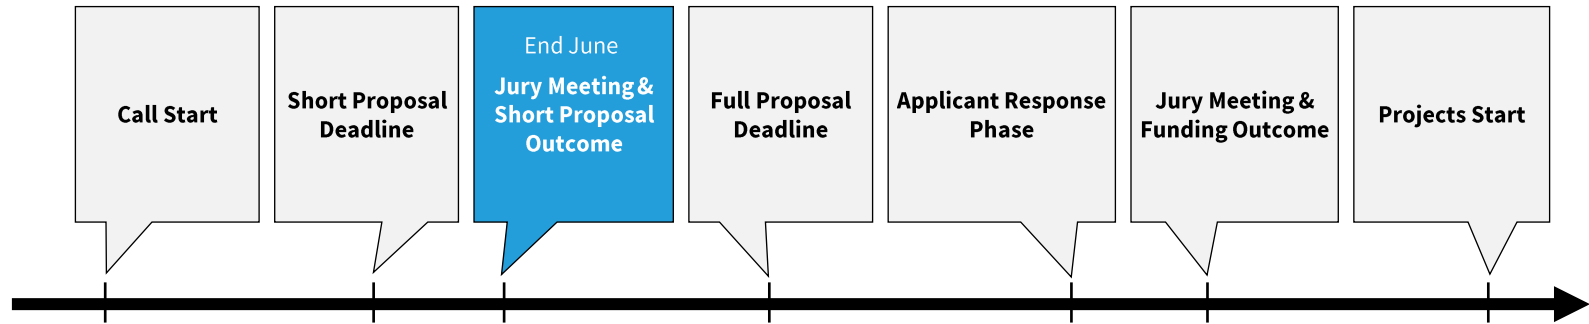 Call Start
Short Proposal
Deadline
End June
Jury Meeting &
Short Proposal
Outcome
Full Proposal
Deadline
Applicant Response
Phase
Jury Meeting &
Funding Outcome
Projects Start